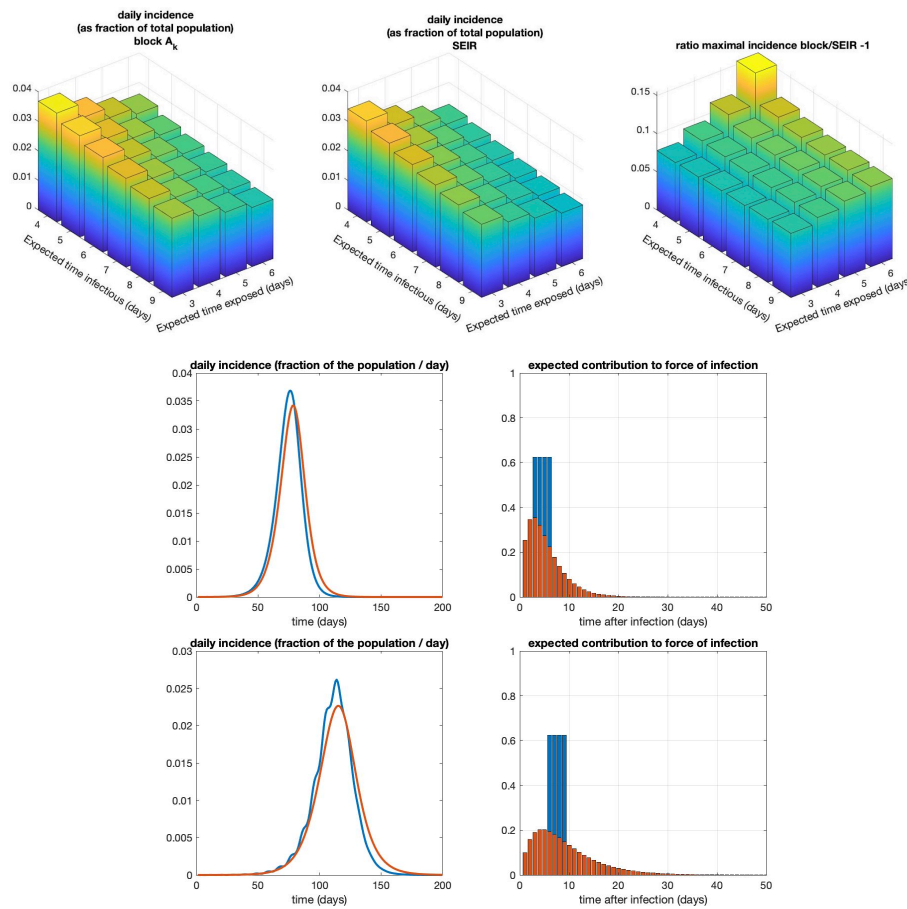 daily incidence
(as fraction of total population)
block A_k
0.04
0.03
0.02
0.01
0
4
5
6
7
8
9
Expected time infectious (days)
3
4
5
6
Expected time exposed (days)
daily incidence
(as fraction of total population)
SEIR
0.04
0.03
0.02
0.01
0
4
5
6
7
8
9
Expected time infectious (days)
3
4
5
6
Expected time exposed (days)
ratio maximal incidence block/SEIR -1
0.15
0.1
0.05
0
4
5
6
7
8
9
Expected time infectious (days)
3
4
5
6
Expected time exposed (days)
daily incidence (fraction of the population / day)
0.04
0.035
0.03
0.025
0.02
0.015
0.01
0.005
0
0 50 100 150 200
time (days)
expected contribution to force of infection
1
0.8
0.6
0.4
0.2
0
0 10 20 30 40 50
time after infection (days)
daily incidence (fraction of the population / day)
0.03
0.025
0.02
0.015
0.01
0.005
0
0 50 100 150 200
time (days)
expected contribution to force of infection
1
0.8
0.6
0.4
0.2
0
0 10 20 30 40 50
time after infection (days)